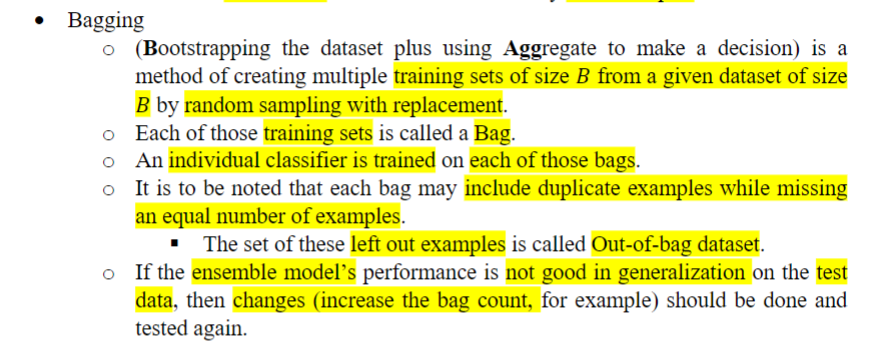 • Bagging
o (Bootstrapping the dataset plus using Aggregate to make a decision) is a
method of creating multiple training sets of size B from a given dataset of size
B by random sampling with replacement.
o Each of those training sets is called a Bag.
o An individual classifier is trained on each of those bags.
o It is to be noted that each bag may include duplicate examples while missing
an equal number of examples.
▪ The set of these left out examples is called Out-of-bag dataset.
o If the ensemble model’s performance is not good in generalization on the test
data, then changes (increase the bag count, for example) should be done and
tested again.